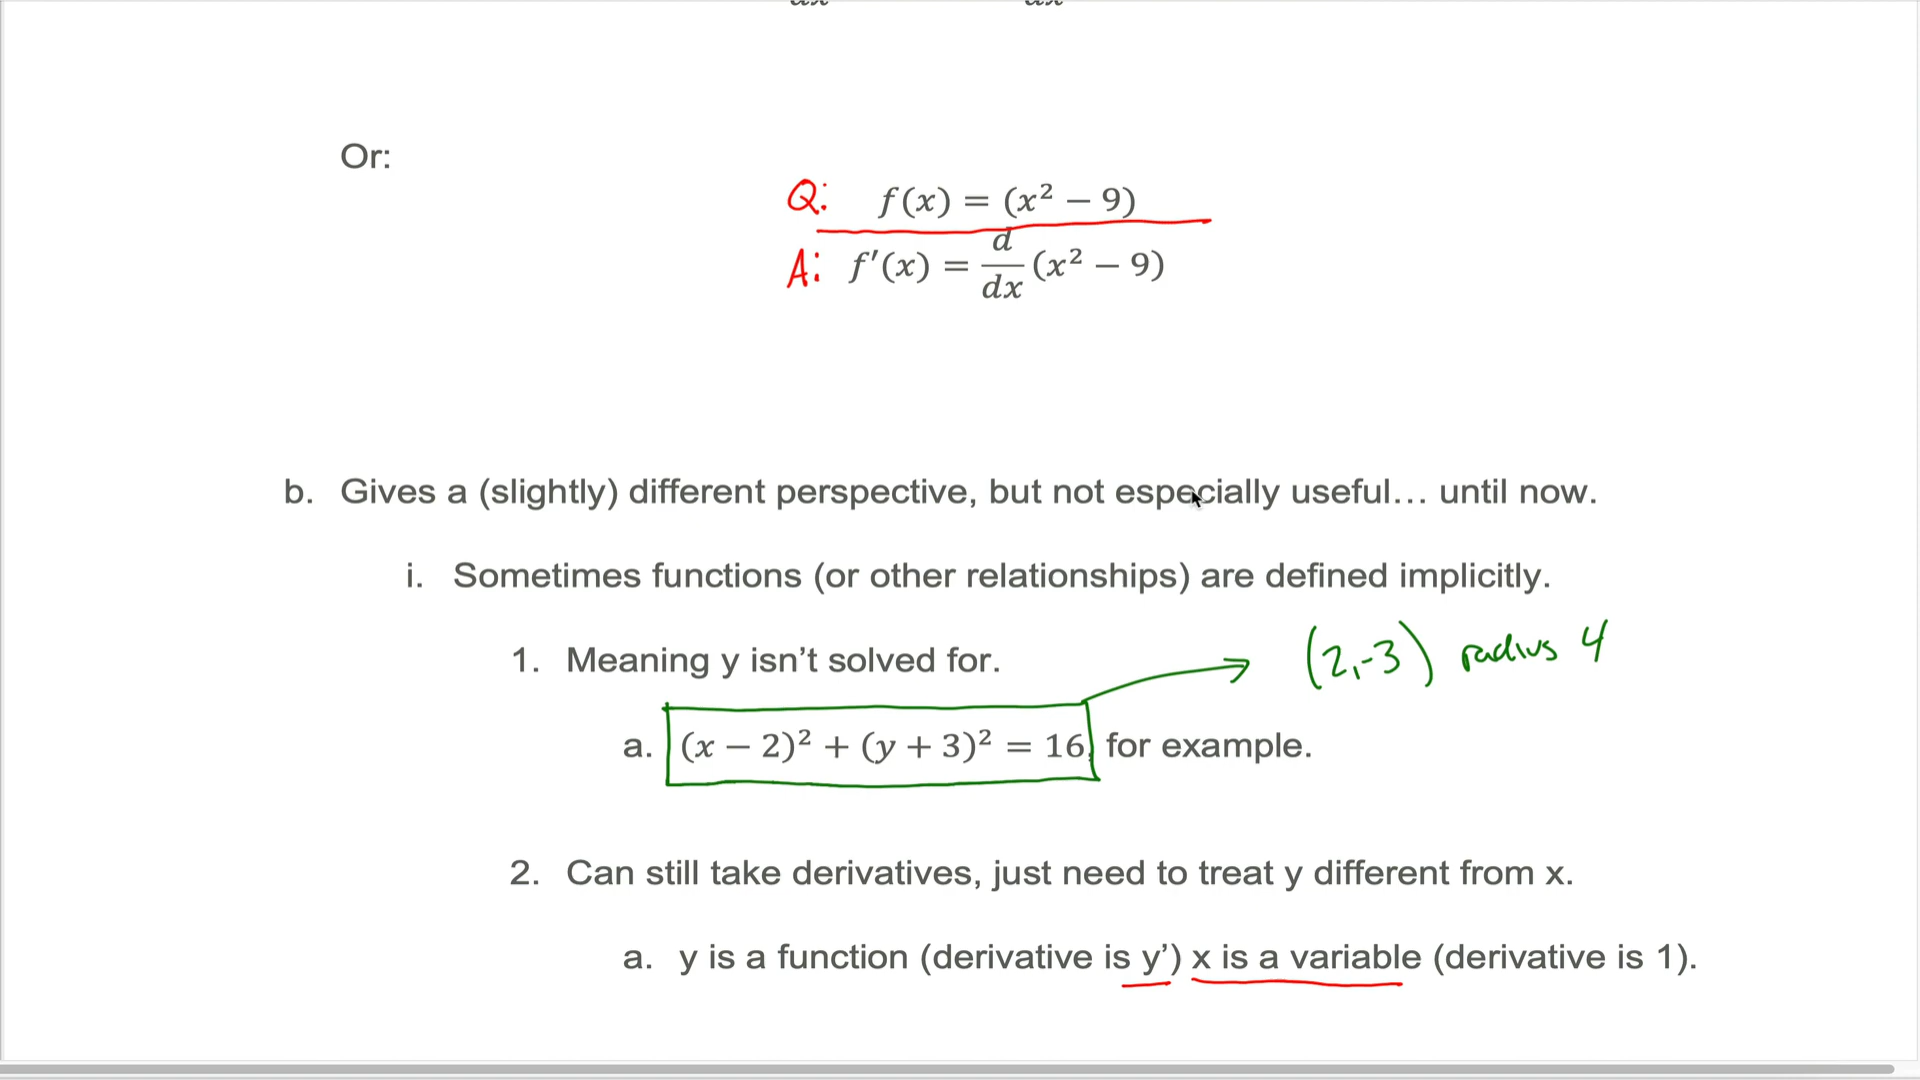 Or:
Q: f(x) = (x² − 9)
A: f′(x) = d/dx (x² − 9)
b. Gives a (slightly) different perspective, but not especially useful… until now.
i. Sometimes functions (or other relationships) are defined implicitly.
1. Meaning y isn’t solved for.
(2,-3) radius 4
a. (x − 2)² + (y + 3)² = 16, for example.
2. Can still take derivatives, just need to treat y different from x.
a. y is a function (derivative is y’) x is a variable (derivative is 1).